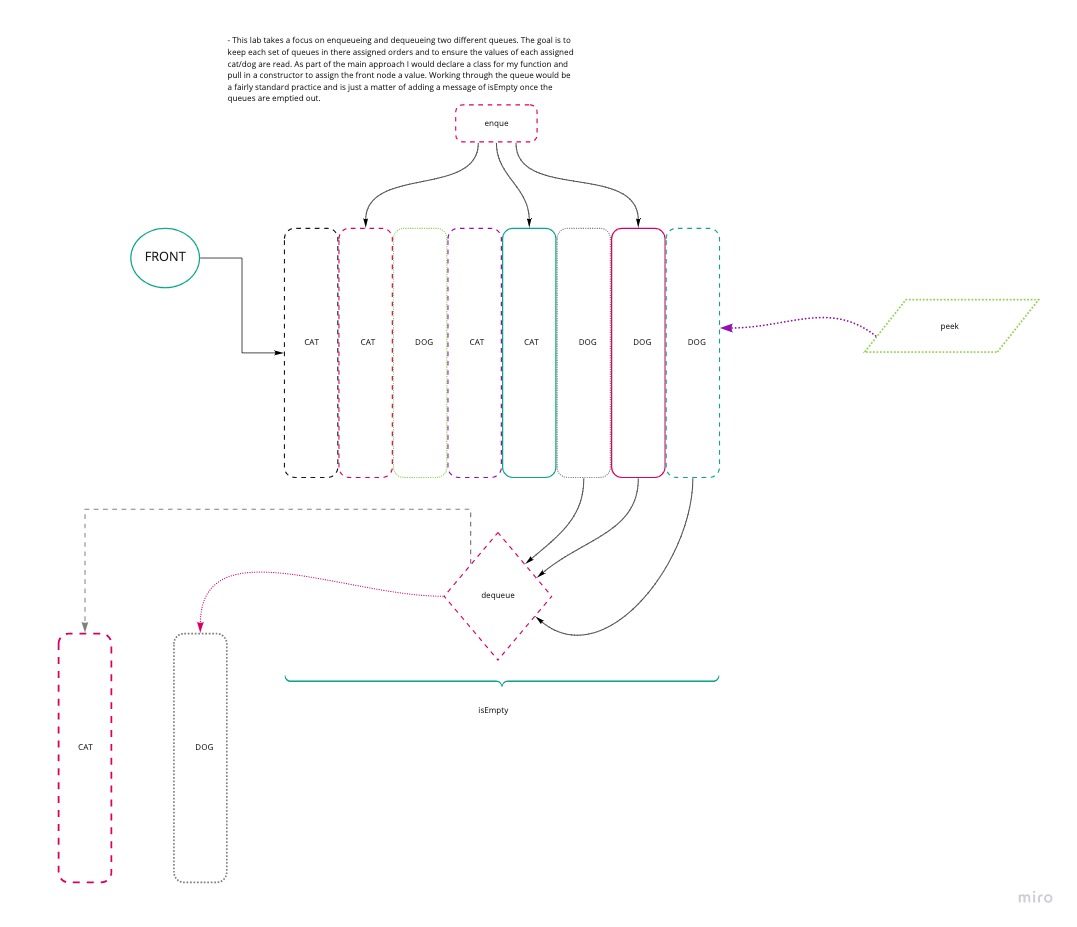 - This lab takes a focus on enqueueing and dequeueing two different queues. The goal is to
keep each set of queues in there assigned orders and to ensure the values of each assigned
cat/dog are read. As part of the main approach I would declare a class for my function and
pull in a constructor to assign the front node a value. Working through the queue would be
a fairly standard practice and is just a matter of adding a message of isEmpty once the
queues are emptied out.
enque
FRONT
peek
CAT CAT DOG CAT CAT DOG DOG DOG
dequeue
isEmpty
CAT DOG
miro